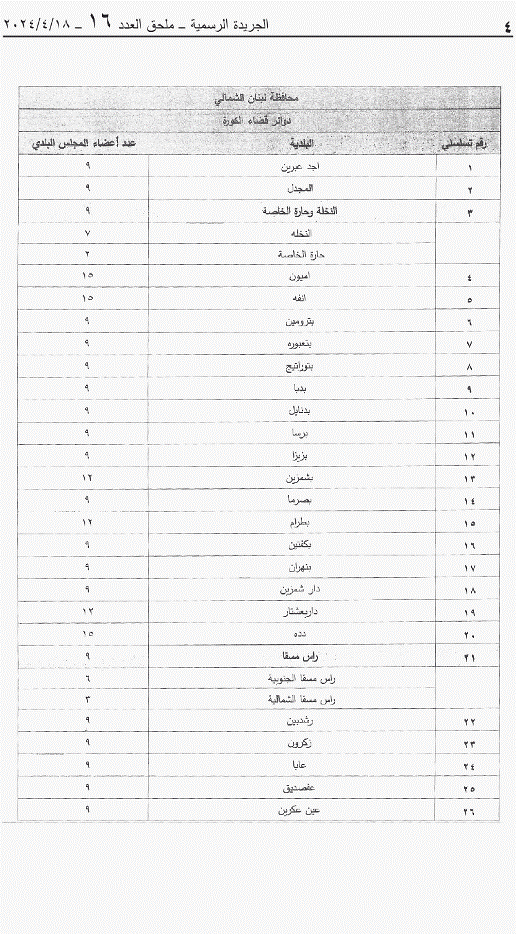 ٤ الجريدة الرسمية ـ ملحق العدد ١٦ ـ ٢٠٢٤/٤/١٨
محافظة لبنان الشمالي
دوائر قضاء الكورة
رقم تسلسلي البلدية عدد أعضاء المجلس البلدي
١ اجد عبرين ٩
٢ المجدل ٩
٣ النخلة وحارة الخاصة ٩
النخله ٧
حارة الخاصة ٢
٤ اميون ١٥
٥ انفه ١٥
٦ بترومين ٩
٧ بتعبوره ٩
٨ بتوراتيج ٩
٩ بدبا ٩
١٠ بدنايل ٩
١١ برسا ٩
١٢ بزيزا ٩
١٣ بشمزين ١٢
١٤ بصرما ٩
١٥ بطرام ١٢
١٦ بكفتين ٩
١٧ بنهران ٩
١٨ دار شمزين ٩
١٩ داربعشتار ١٢
٢٠ دده ١٥
٢١ راس مسقا ٩
راس مسقا الجنوبية ٦
راس مسقا الشمالية ٣
٢٢ رشدبين ٩
٢٣ زكرون ٩
٢٤ عابا ٩
٢٥ عفصديق ٩
٢٦ عين عكرين ٩